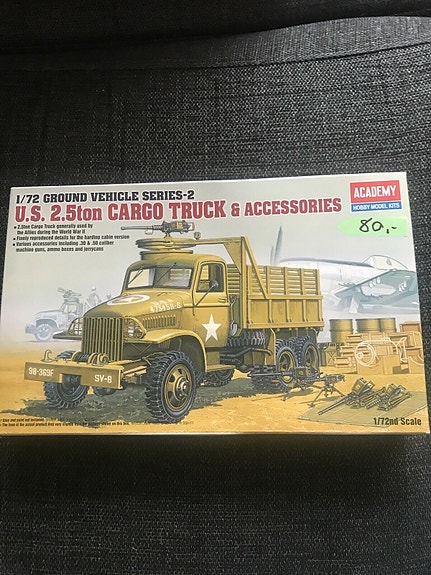 1/72 GROUND VEHICLE SERIES-2
U.S. 2.5ton CARGO TRUCK & ACCESSORIES
ACADEMY
HOBBY MODEL KITS
80,-
2.5ton Cargo Truck generally used by
the Allies during the World War II
Finely reproduced details for the hardtop cabin version
Various accessories including .30 & .50 caliber
machine guns, ammo boxes and jerrycans
98-369F
SV-8
1/72nd Scale